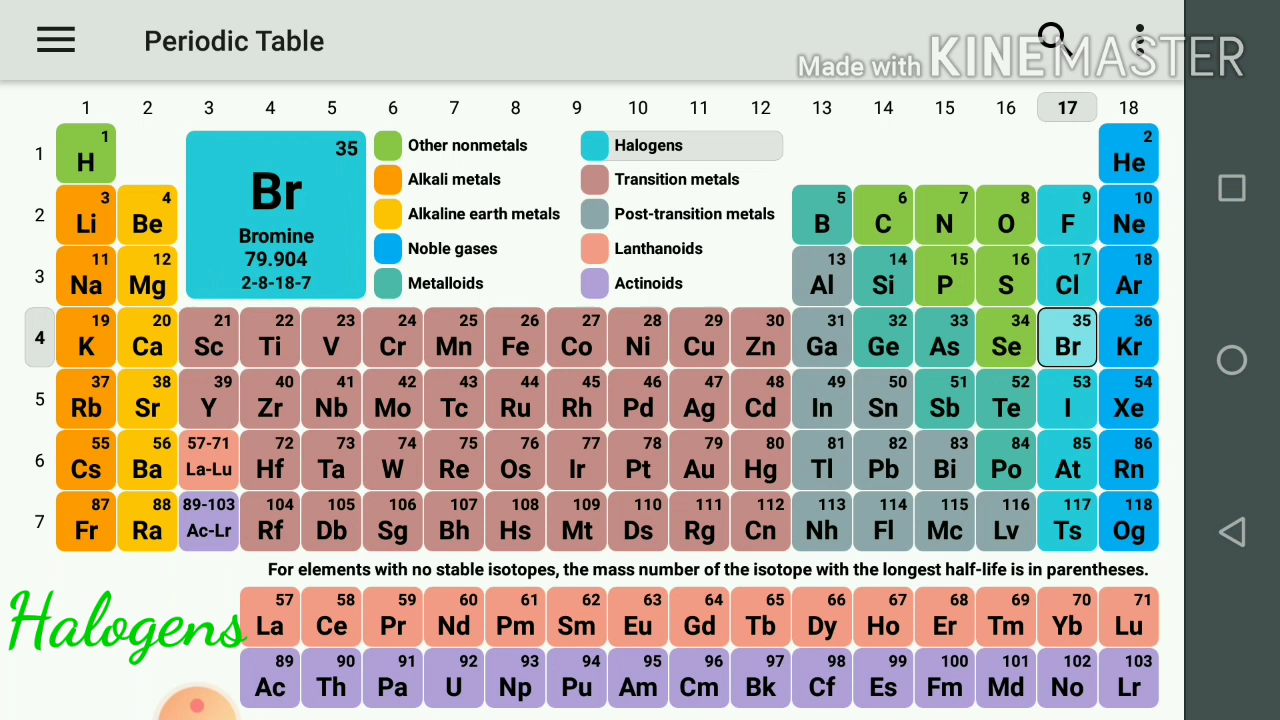 Periodic Table
Made with KINEMASTER
1 2 3 4 5 6 7 8 9 10 11 12 13 14 15 16 17 18
35
Br
Bromine
79.904
2-8-18-7
Other nonmetals
Alkali metals
Alkaline earth metals
Noble gases
Metalloids
Halogens
Transition metals
Post-transition metals
Lanthanoids
Actinoids
1 1 2
H He
2 3 4 5 6 7 8 9 10
Li Be B C N O F Ne
3 11 12 13 14 15 16 17 18
Na Mg Al Si P S Cl Ar
4 19 20 21 22 23 24 25 26 27 28 29 30 31 32 33 34 35 36
K Ca Sc Ti V Cr Mn Fe Co Ni Cu Zn Ga Ge As Se Br Kr
5 37 38 39 40 41 42 43 44 45 46 47 48 49 50 51 52 53 54
Rb Sr Y Zr Nb Mo Tc Ru Rh Pd Ag Cd In Sn Sb Te I Xe
6 55 56 57-71 72 73 74 75 76 77 78 79 80 81 82 83 84 85 86
Cs Ba La-Lu Hf Ta W Re Os Ir Pt Au Hg Tl Pb Bi Po At Rn
7 87 88 89-103 104 105 106 107 108 109 110 111 112 113 114 115 116 117 118
Fr Ra Ac-Lr Rf Db Sg Bh Hs Mt Ds Rg Cn Nh Fl Mc Lv Ts Og
For elements with no stable isotopes, the mass number of the isotope with the longest half-life is in parentheses.
Halogens
57 58 59 60 61 62 63 64 65 66 67 68 69 70 71
La Ce Pr Nd Pm Sm Eu Gd Tb Dy Ho Er Tm Yb Lu
89 90 91 92 93 94 95 96 97 98 99 100 101 102 103
Ac Th Pa U Np Pu Am Cm Bk Cf Es Fm Md No Lr